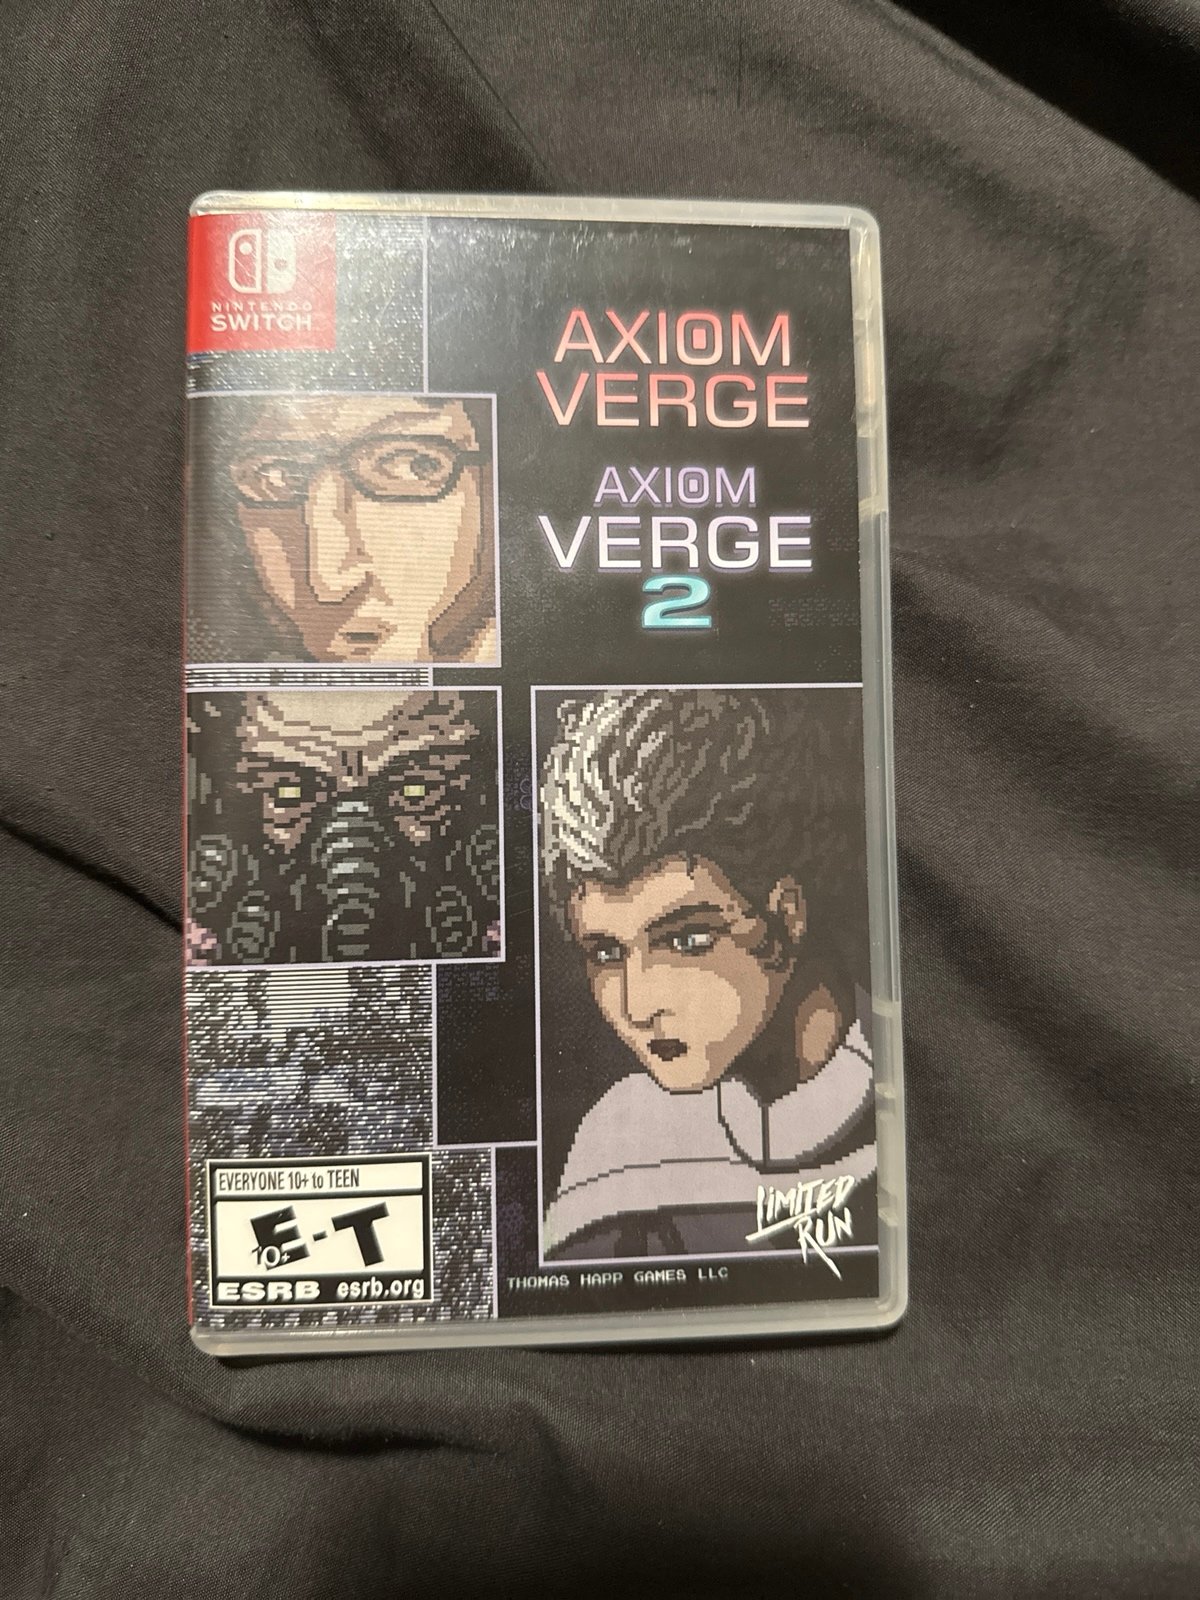 NINTENDO
SWITCH
AXIOM
VERGE
AXIOM
VERGE
2
EVERYONE 10+ to TEEN
E 10+ - T
ESRB esrb.org
LIMITED
RUN
THOMAS HAPP GAMES LLC